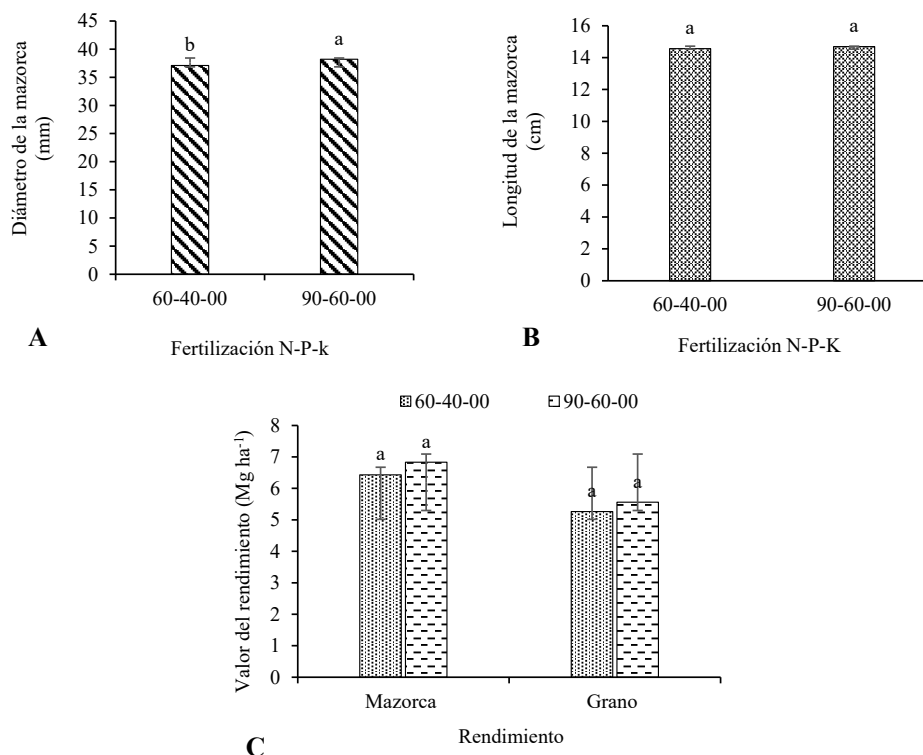 45
40
35
30
25
20
15
10
5
0
Diámetro de la mazorca
(mm)
b
a
60-40-00
90-60-00
A
Fertilización N-P-k
16
14
12
10
8
6
4
2
0
Longitud de la mazorca
(cm)
a
a
60-40-00
90-60-00
B
Fertilización N-P-K
60-40-00
90-60-00
8
7
6
5
4
3
2
1
0
Valor del rendimiento (Mg ha⁻¹)
a
a
a
a
Mazorca
Grano
C
Rendimiento